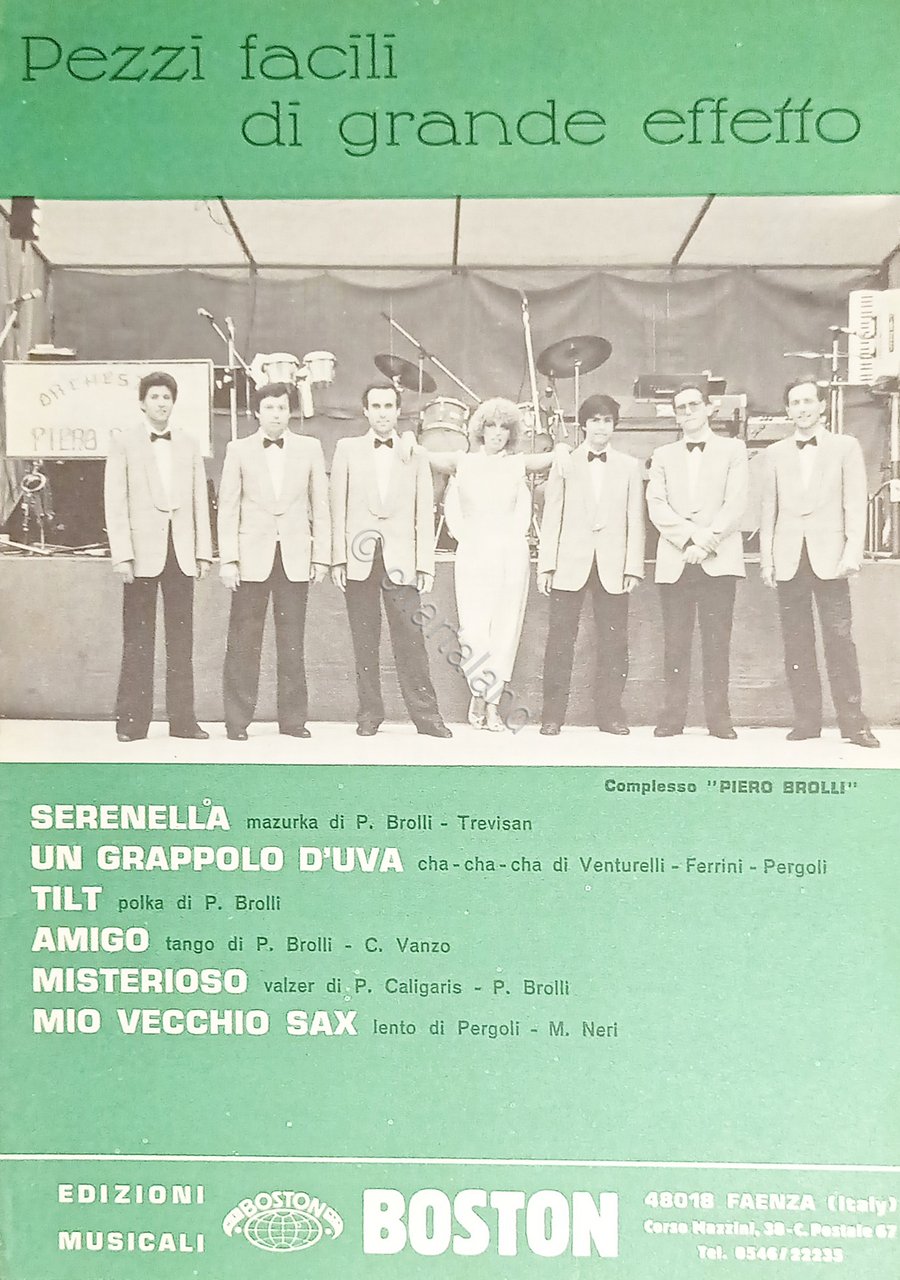 Pezzi facili
di grande effetto
ORCHEST
PIERO
© chartaland
Complesso "PIERO BROLLI"
SERENELLA mazurka di P. Brolli - Trevisan
UN GRAPPOLO D'UVA cha-cha-cha di Venturelli - Ferrini - Pergoli
TILT polka di P. Brolli
AMIGO tango di P. Brolli - C. Vanzo
MISTERIOSO valzer di P. Caligaris - P. Brolli
MIO VECCHIO SAX lento di Pergoli - M. Neri
EDIZIONI
MUSICALI
BOSTON
BOSTON
48018 FAENZA (Italy)
Corso Mazzini, 38-C. Postale 67
Tel. 0546/22235